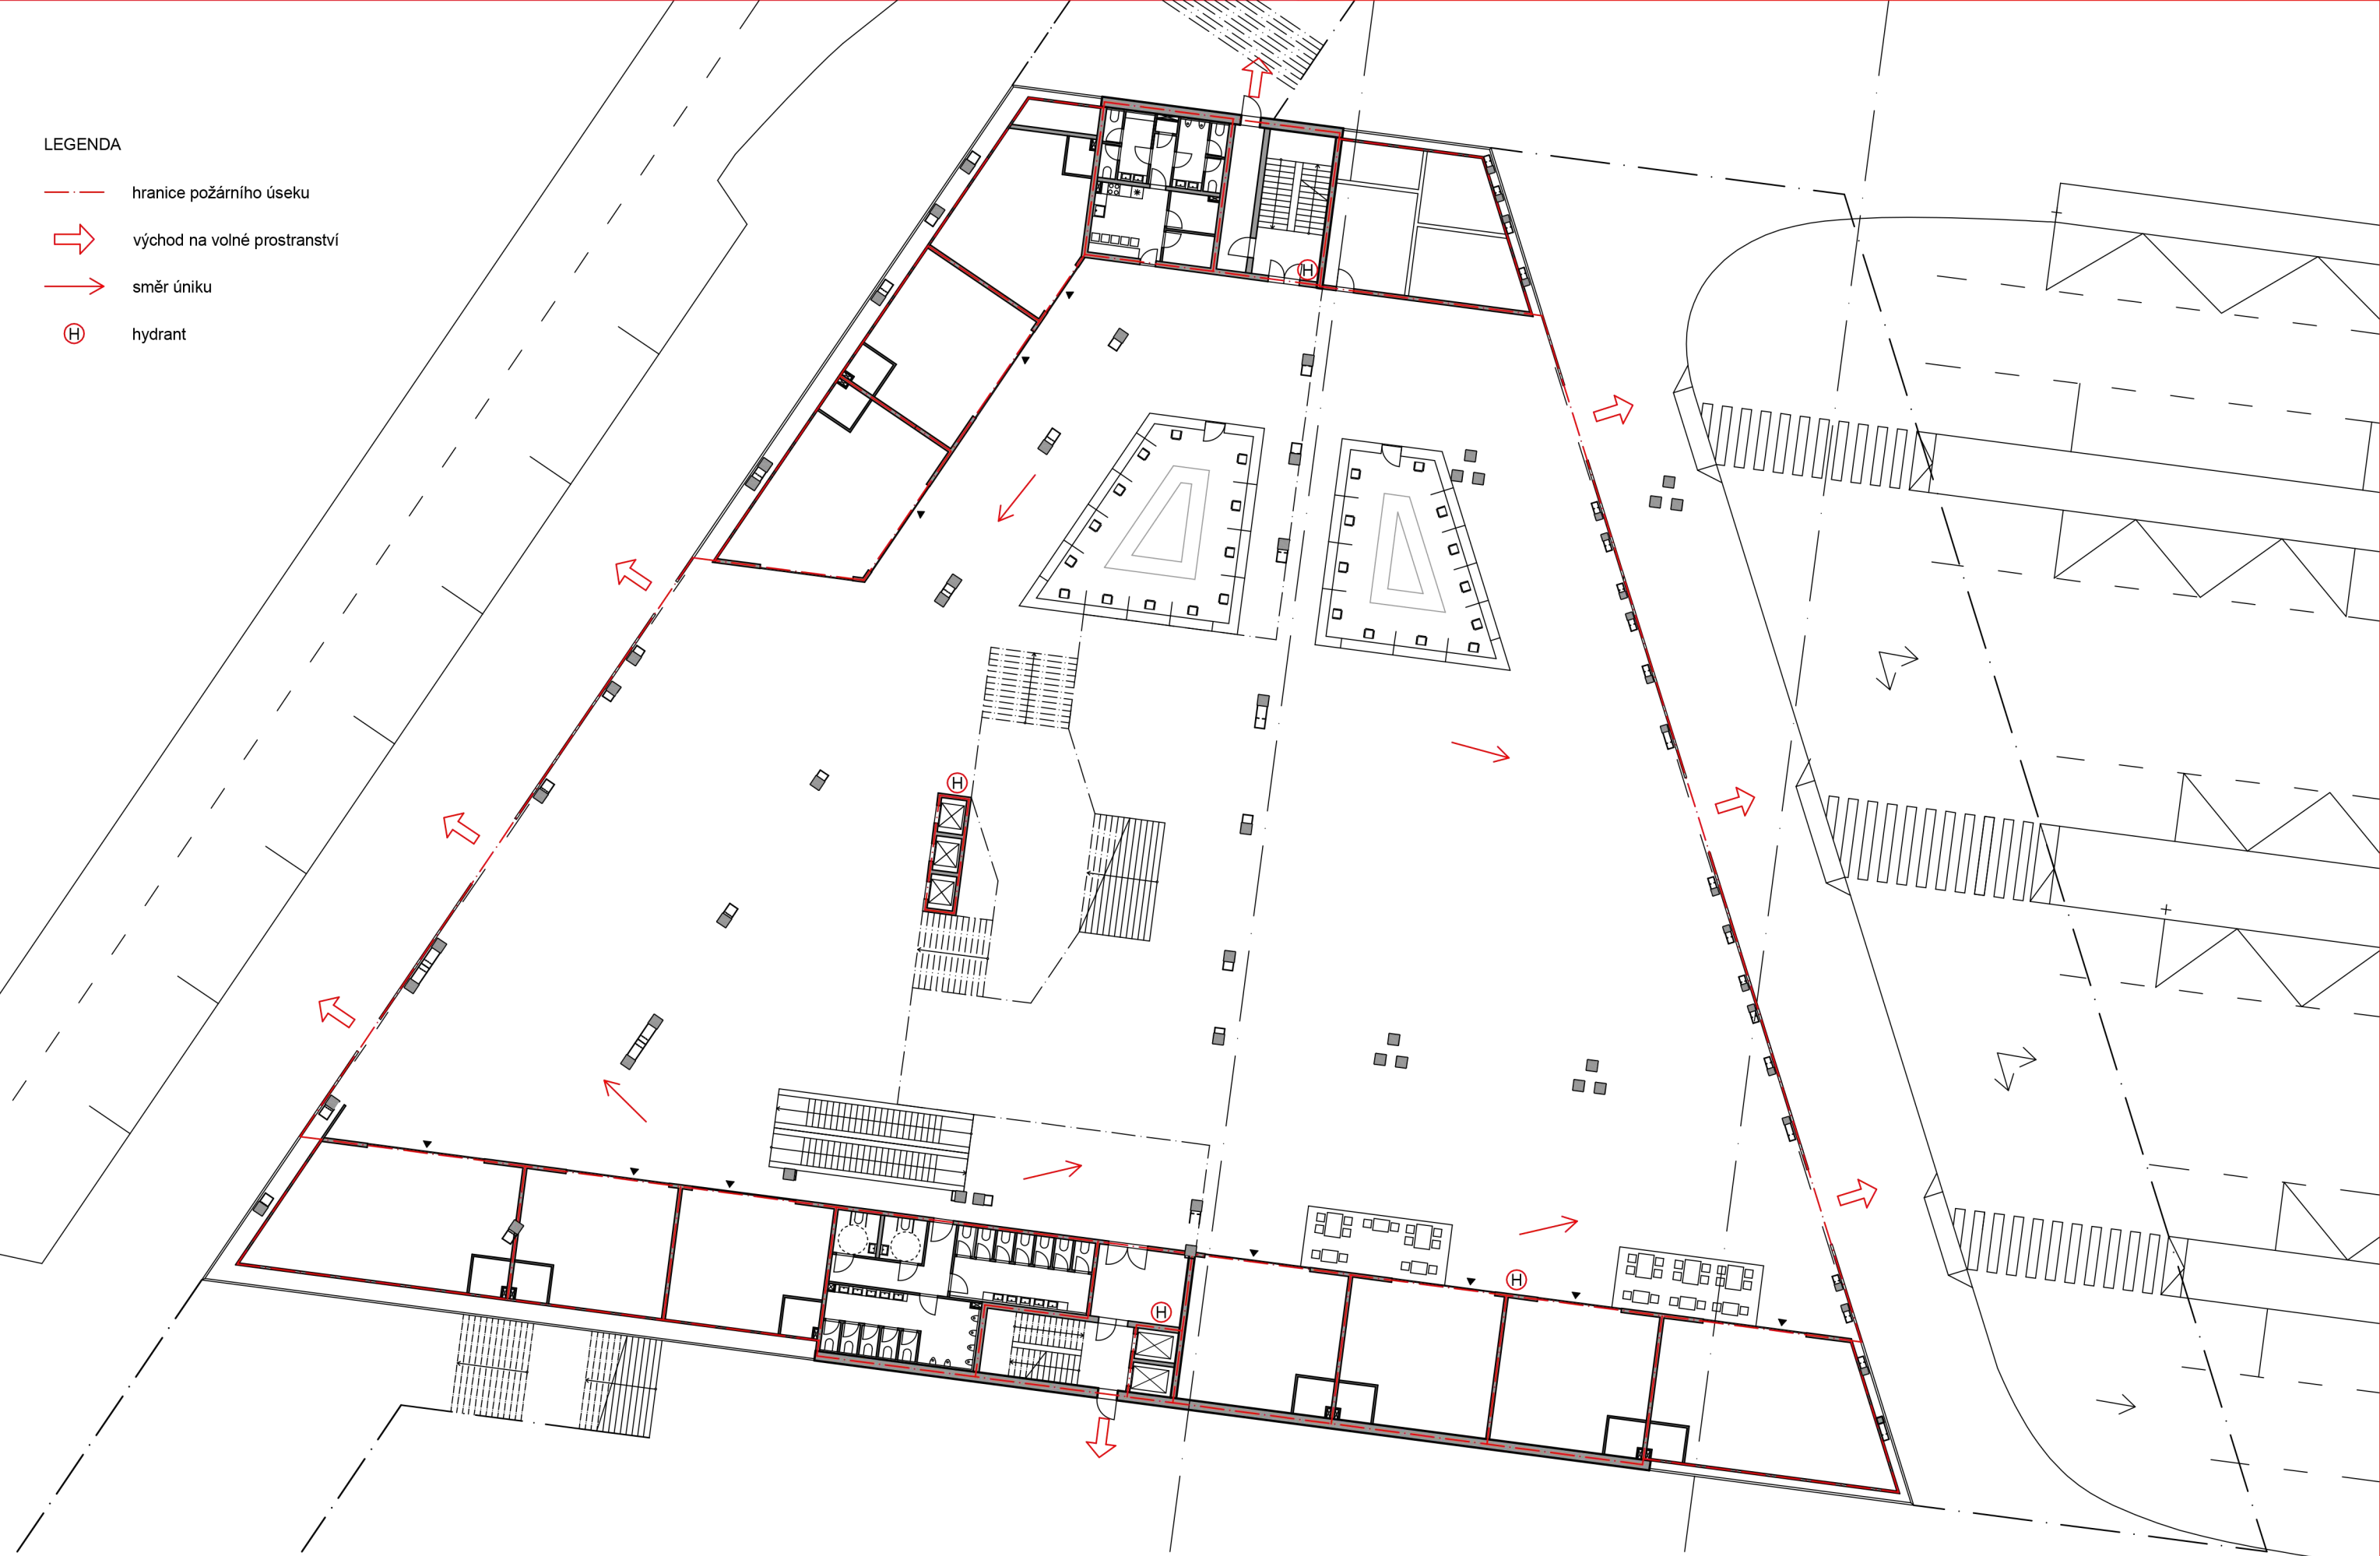 LEGENDA
hranice požárního úseku
východ na volné prostranství
směr úniku
H hydrant
H
H
H
H